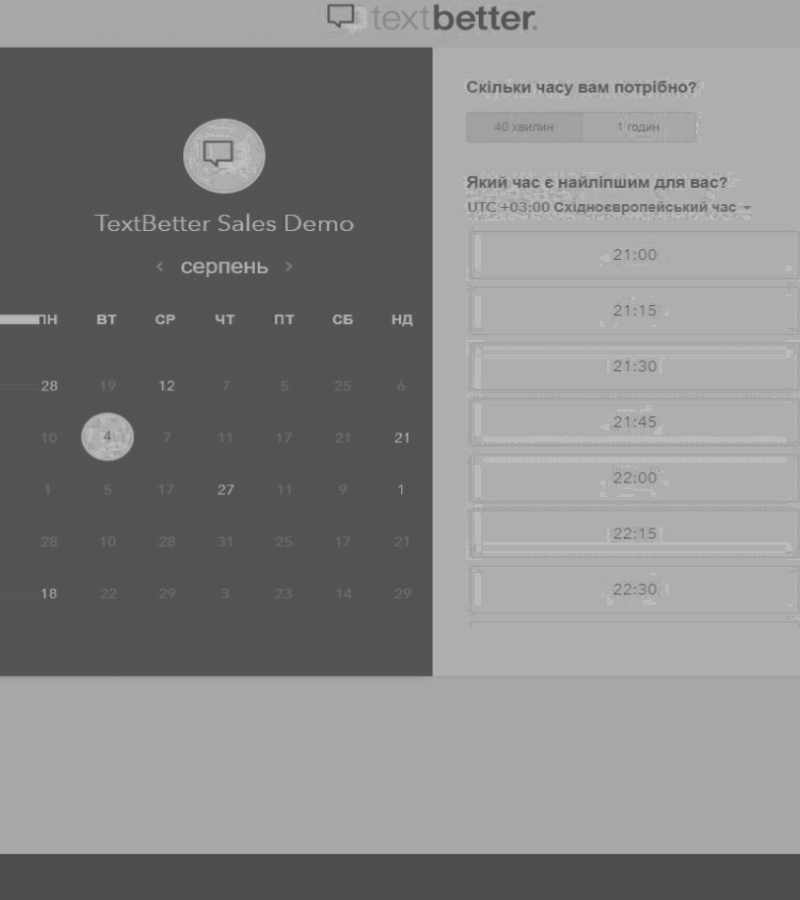 textbetter.
TextBetter Sales Demo
‹ серпень ›
ПН ВТ СР ЧТ ПТ СБ НД
28 19 12 7 5 25 6
10 4 7 11 17 21 21
1 5 17 27 11 9 1
28 10 28 31 25 17 21
18 22 29 3 23 14 29
Скільки часу вам потрібно?
40 хвилин 1 годин
Який час є найліпшим для вас?
UTC +03:00 Східноєвропейський час
21:00
21:15
21:30
21:45
22:00
22:15
22:30